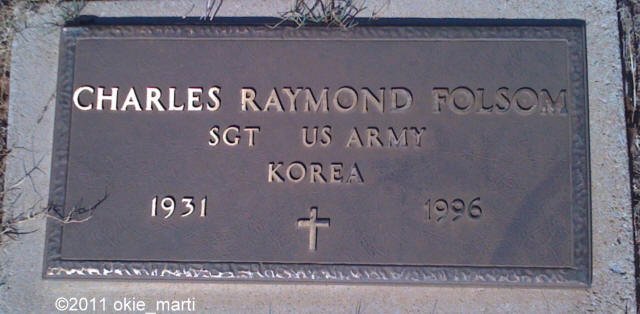 CHARLES RAYMOND FOLSOM
SGT US ARMY
KOREA
1931 1996
©2011 okie_marti